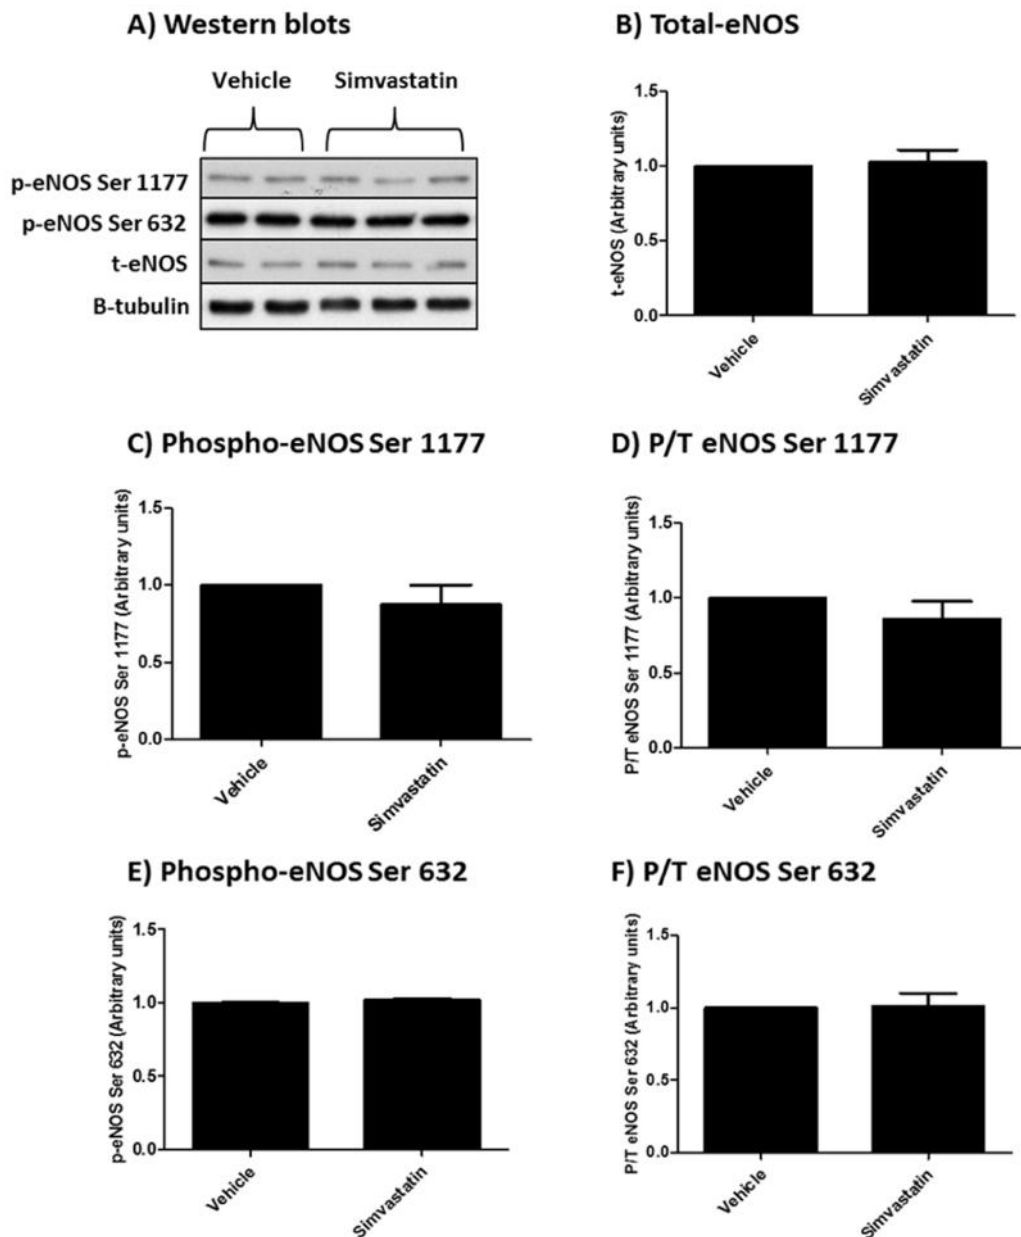 A) Western blots
Vehicle Simvastatin
p-eNOS Ser 1177
p-eNOS Ser 632
t-eNOS
B-tubulin
B) Total-eNOS
t-eNOS (Arbitrary units)
1.5
1.0
0.5
0.0
Vehicle
Simvastatin
C) Phospho-eNOS Ser 1177
p-eNOS Ser 1177 (Arbitrary units)
1.5
1.0
0.5
0.0
Vehicle
Simvastatin
D) P/T eNOS Ser 1177
P/T eNOS Ser 1177 (Arbitrary units)
1.5
1.0
0.5
0.0
Vehicle
Simvastatin
E) Phospho-eNOS Ser 632
p-eNOS Ser 632 (Arbitrary units)
1.5
1.0
0.5
0.0
Vehicle
Simvastatin
F) P/T eNOS Ser 632
P/T eNOS Ser 632 (Arbitrary units)
1.5
1.0
0.5
0.0
Vehicle
Simvastatin